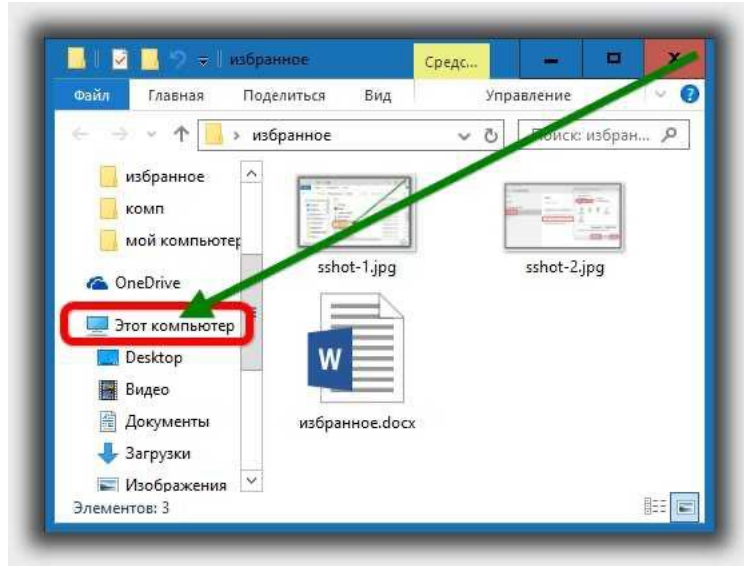 избранное Средс...
Файл Главная Поделиться Вид Управление
избранное Поиск: избран...
избранное
комп
мой компьютер
OneDrive
Этот компьютер
Desktop
Видео
Документы
Загрузки
Изображения
sshot-1.jpg sshot-2.jpg
W
избранное.docx
Элементов: 3